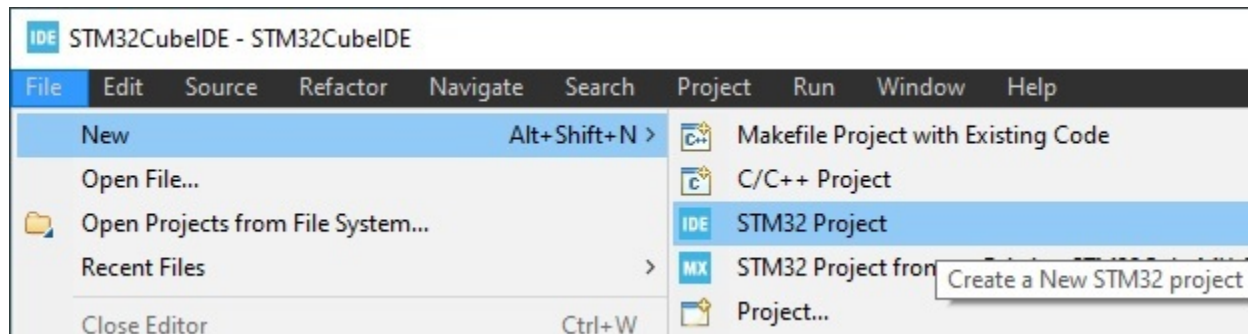 IDE STM32CubeIDE - STM32CubeIDE
File Edit Source Refactor Navigate Search Project Run Window Help
New Alt+Shift+N >
Open File...
Open Projects from File System...
Recent Files >
Close Editor Ctrl+W
C++ Makefile Project with Existing Code
C C/C++ Project
IDE STM32 Project
MX STM32 Project from
Create a New STM32 project
Project...